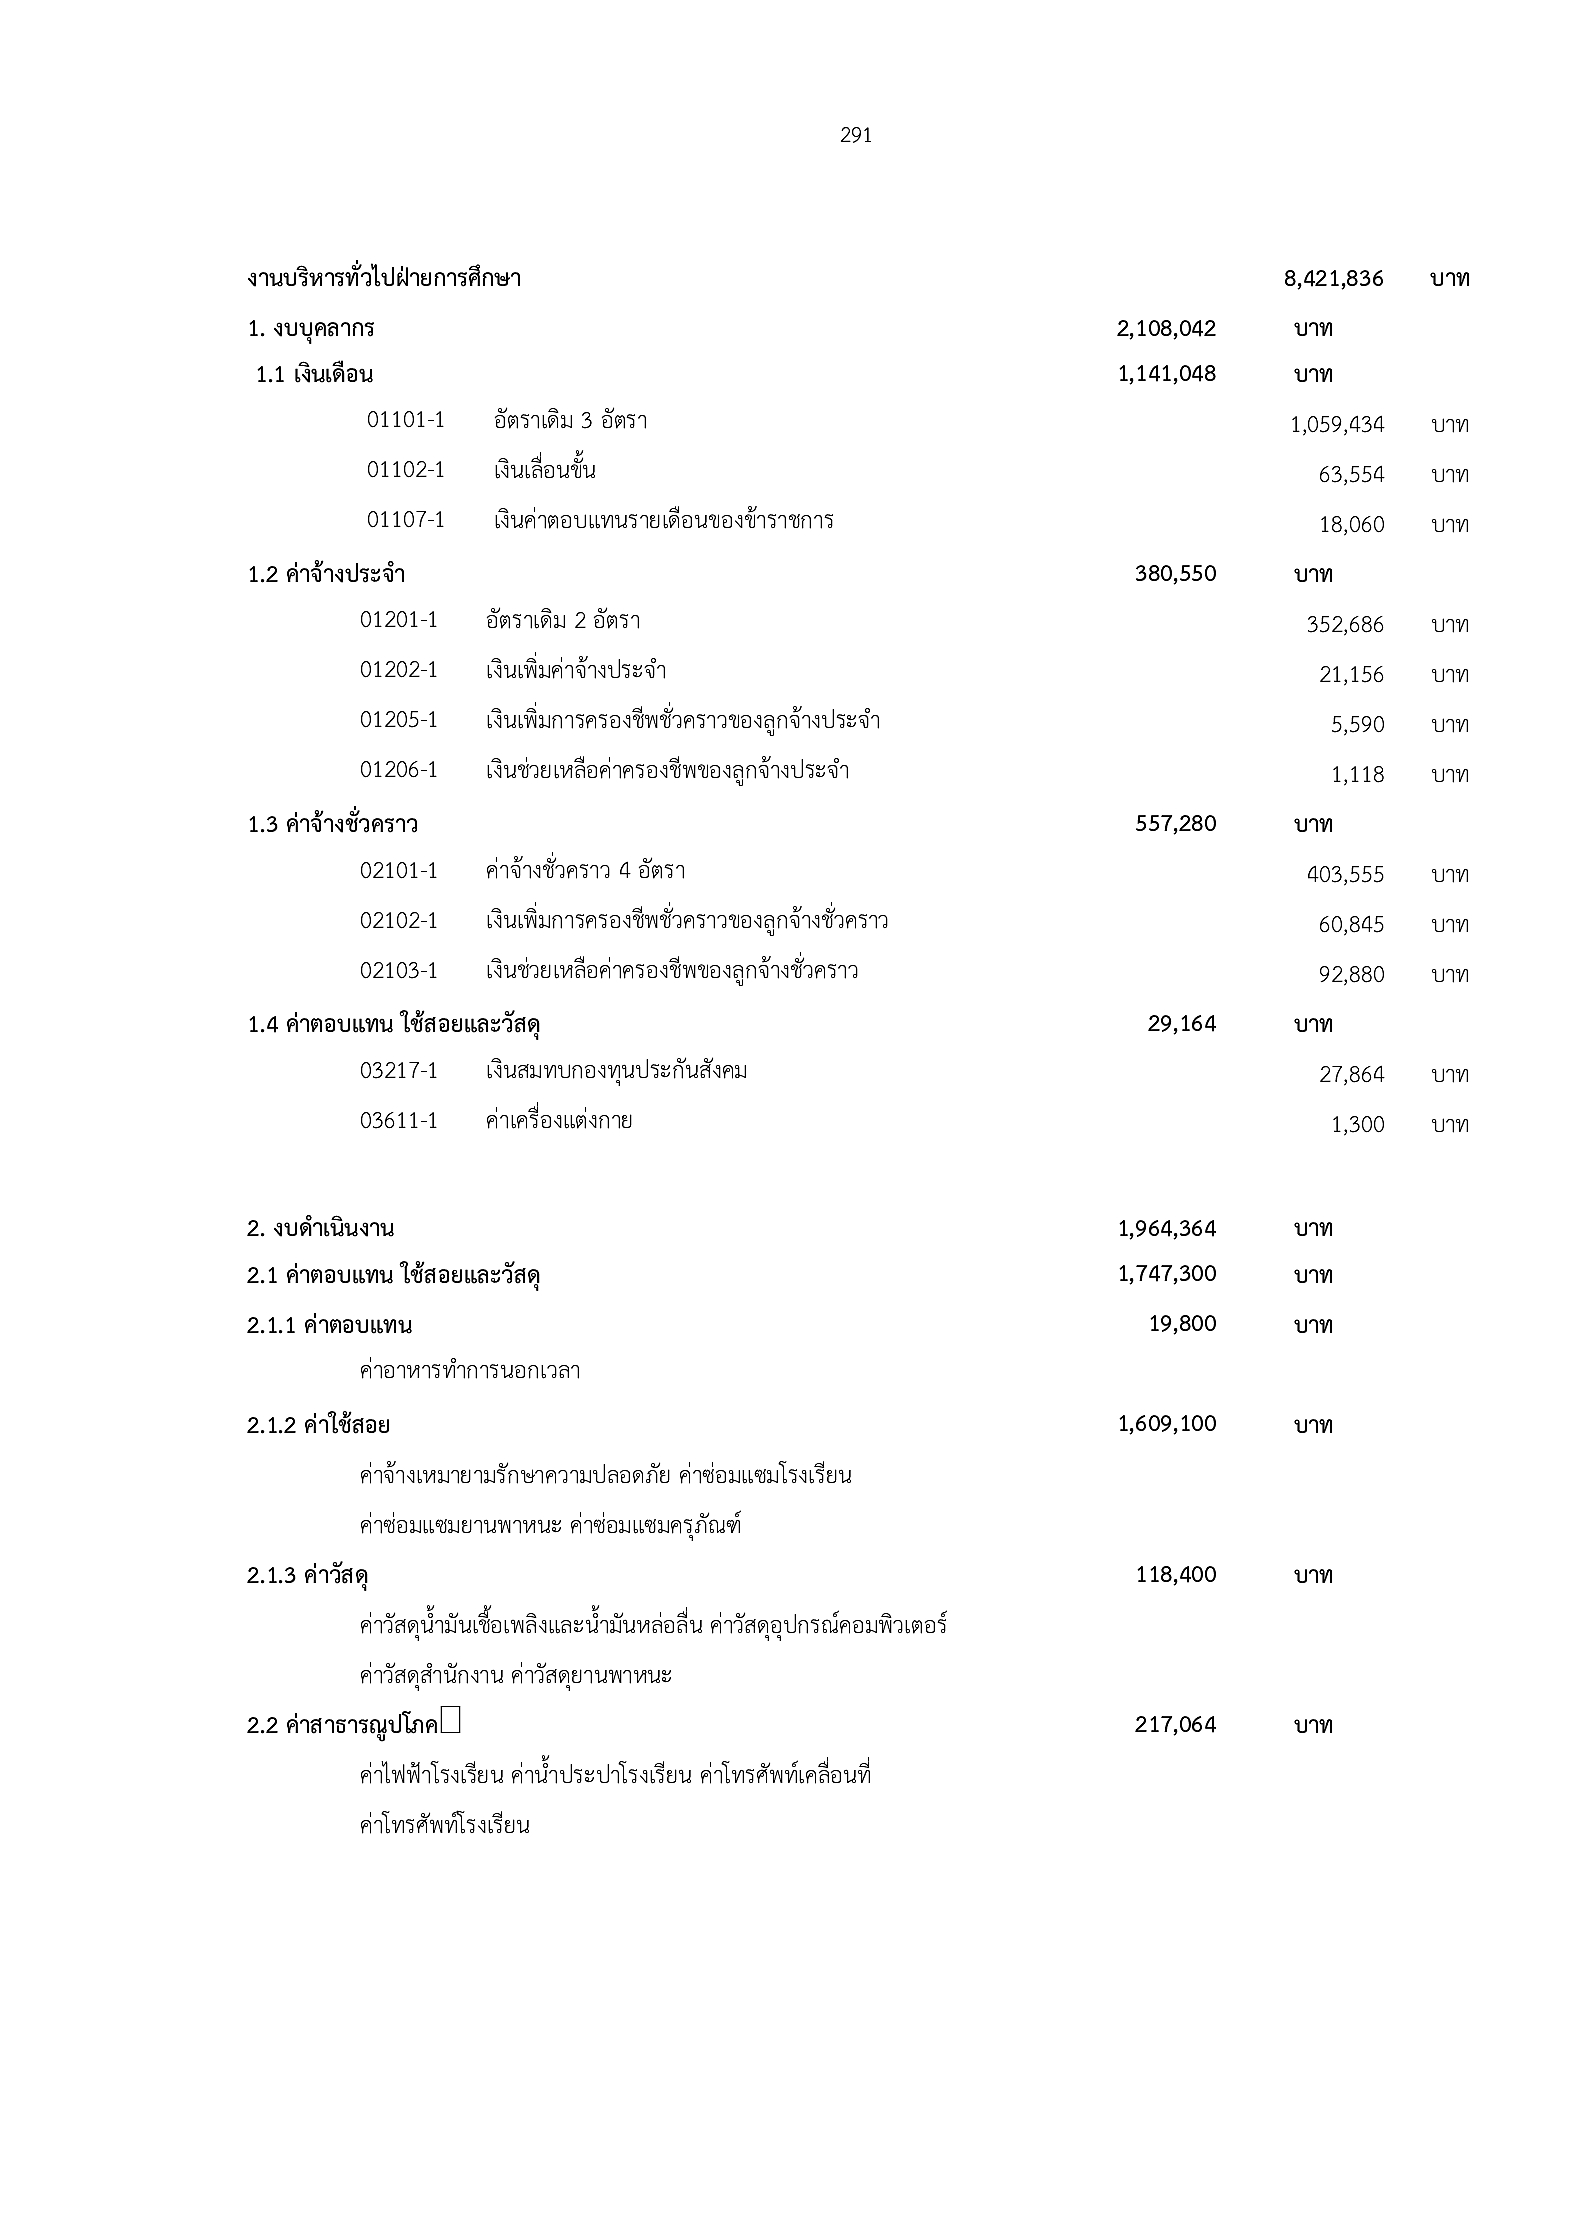 291
งานบริหารทั่วไปฝ่ายการศึกษา 8,421,836 บาท
1. งบบุคลากร 2,108,042 บาท
1.1 เงินเดือน 1,141,048 บาท
01101-1 อัตราเดิม 3 อัตรา 1,059,434 บาท
01102-1 เงินเลื่อนขั้น 63,554 บาท
01107-1 เงินค่าตอบแทนรายเดือนของข้าราชการ 18,060 บาท
1.2 ค่าจ้างประจำ 380,550 บาท
01201-1 อัตราเดิม 2 อัตรา 352,686 บาท
01202-1 เงินเพิ่มค่าจ้างประจำ 21,156 บาท
01205-1 เงินเพิ่มการครองชีพชั่วคราวของลูกจ้างประจำ 5,590 บาท
01206-1 เงินช่วยเหลือค่าครองชีพของลูกจ้างประจำ 1,118 บาท
1.3 ค่าจ้างชั่วคราว 557,280 บาท
02101-1 ค่าจ้างชั่วคราว 4 อัตรา 403,555 บาท
02102-1 เงินเพิ่มการครองชีพชั่วคราวของลูกจ้างชั่วคราว 60,845 บาท
02103-1 เงินช่วยเหลือค่าครองชีพของลูกจ้างชั่วคราว 92,880 บาท
1.4 ค่าตอบแทน ใช้สอยและวัสดุ 29,164 บาท
03217-1 เงินสมทบกองทุนประกันสังคม 27,864 บาท
03611-1 ค่าเครื่องแต่งกาย 1,300 บาท
2. งบดำเนินงาน 1,964,364 บาท
2.1 ค่าตอบแทน ใช้สอยและวัสดุ 1,747,300 บาท
2.1.1 ค่าตอบแทน 19,800 บาท
ค่าอาหารทำการนอกเวลา
2.1.2 ค่าใช้สอย 1,609,100 บาท
ค่าจ้างเหมายามรักษาความปลอดภัย ค่าซ่อมแซมโรงเรียน
ค่าซ่อมแซมยานพาหนะ ค่าซ่อมแซมครุภัณฑ์
2.1.3 ค่าวัสดุ 118,400 บาท
ค่าวัสดุน้ำมันเชื้อเพลิงและน้ำมันหล่อลื่น ค่าวัสดุอุปกรณ์คอมพิวเตอร์
ค่าวัสดุสำนักงาน ค่าวัสดุยานพาหนะ
2.2 ค่าสาธารณูปโภค 217,064 บาท
ค่าไฟฟ้าโรงเรียน ค่าน้ำประปาโรงเรียน ค่าโทรศัพท์เคลื่อนที่
ค่าโทรศัพท์โรงเรียน